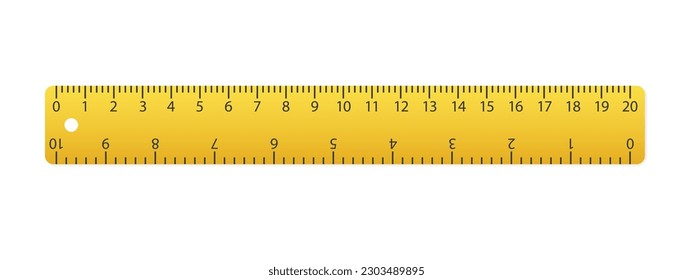 0 1 2 3 4 5 6 7 8 9 10 11 12 13 14 15 16 17 18 19 20
10 9 8 7 6 5 4 3 2 1 0
shutterstock.com · 2303489895